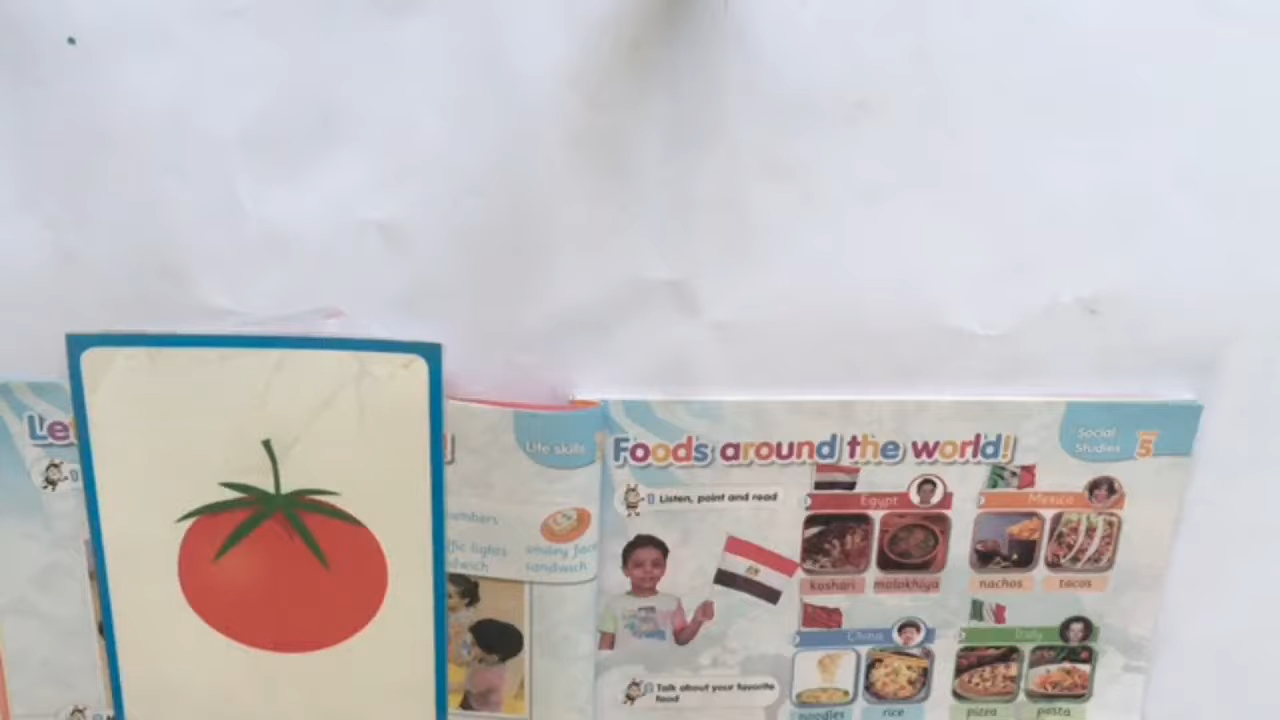 Le
Life skills
smiley face
sandwich
Foods around the world!
Social
Studies 5
Listen, point and read
Egypt
Mexico
koshari
molokhiya
nachos
tacos
China
Italy
Talk about your favorite
food
noodles
rice
pizza
pasta